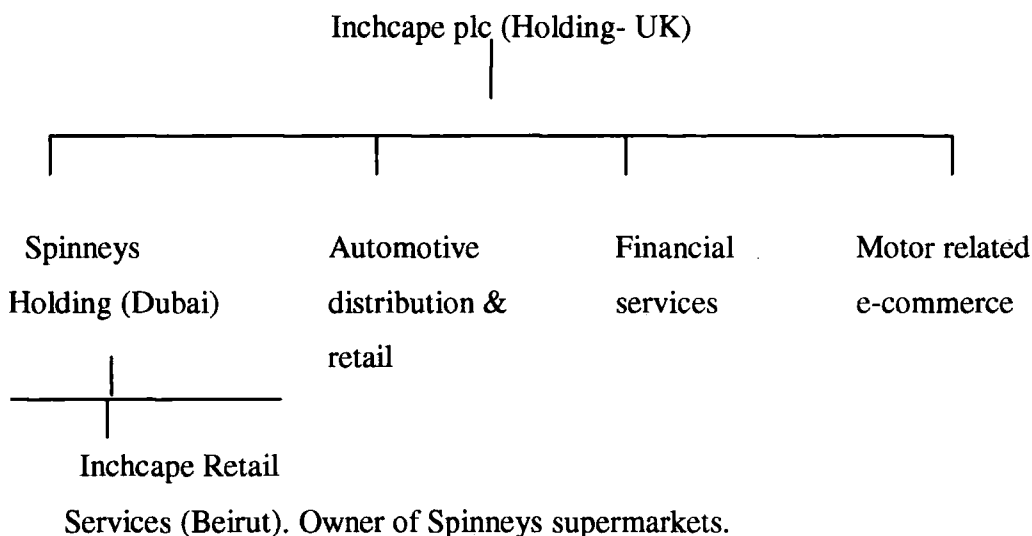 Inchcape plc (Holding- UK)
Spinneys
Holding (Dubai)
Automotive
distribution &
retail
Financial
services
Motor related
e-commerce
Inchcape Retail
Services (Beirut). Owner of Spinneys supermarkets.